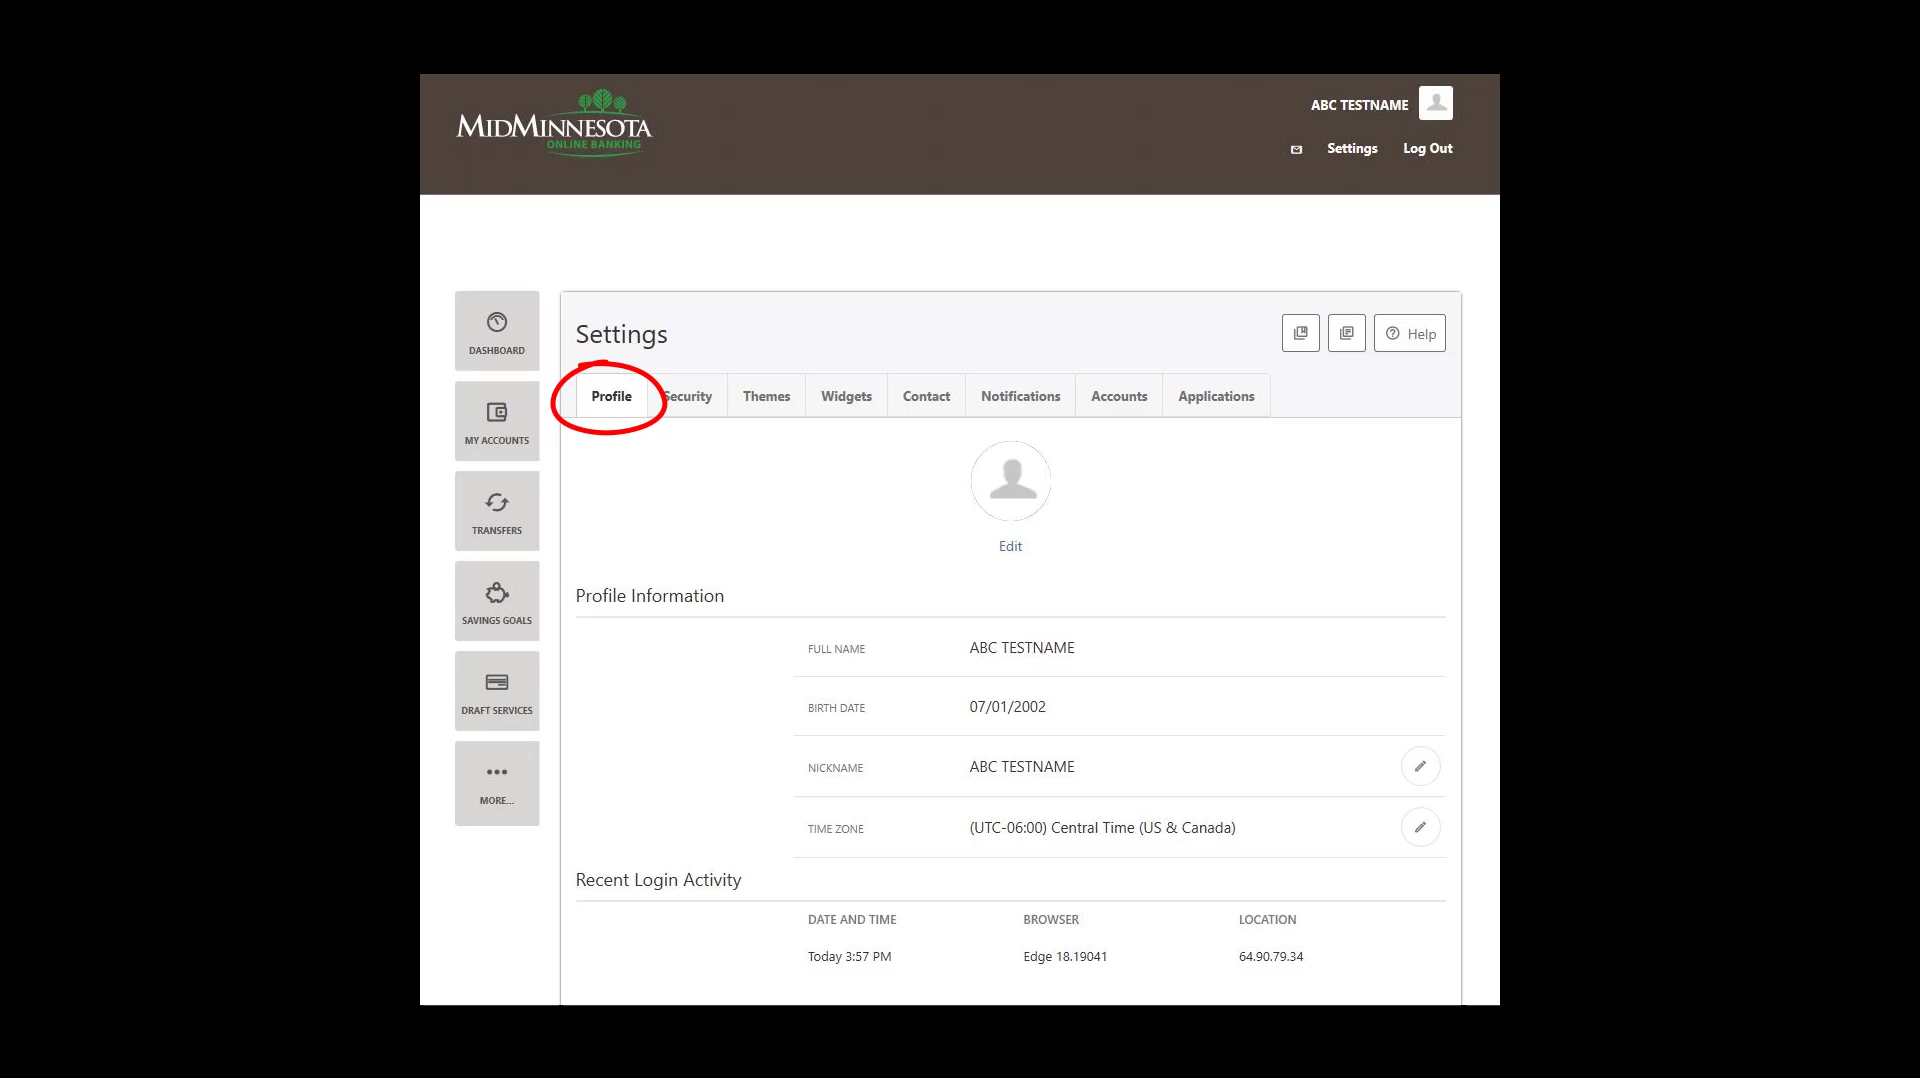 MIDMINNESOTA
ONLINE BANKING
ABC TESTNAME
Settings
Log Out
DASHBOARD
MY ACCOUNTS
TRANSFERS
SAVINGS GOALS
DRAFT SERVICES
MORE...
Settings
Help
Profile Security Themes Widgets Contact Notifications Accounts Applications
Edit
Profile Information
FULL NAME ABC TESTNAME
BIRTH DATE 07/01/2002
NICKNAME ABC TESTNAME
TIME ZONE (UTC-06:00) Central Time (US & Canada)
Recent Login Activity
DATE AND TIME BROWSER LOCATION
Today 3:57 PM Edge 18.19041 64.90.79.34